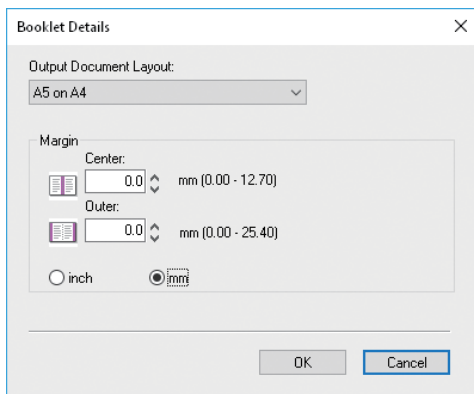 Booklet Details
Output Document Layout:
A5 on A4
Margin
Center:
0.0 mm (0.00 - 12.70)
Outer:
0.0 mm (0.00 - 25.40)
inch mm
OK Cancel